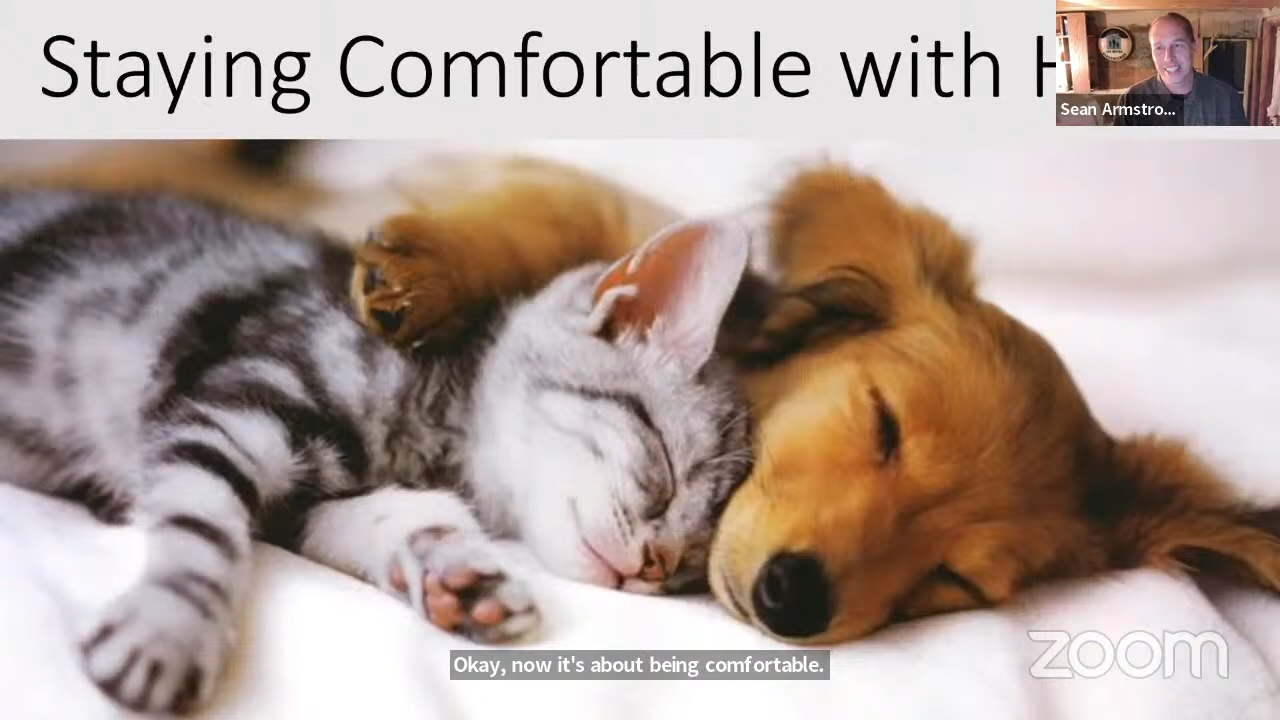 Staying Comfortable with H
Sean Armstro...
Okay, now it's about being comfortable.
zoom